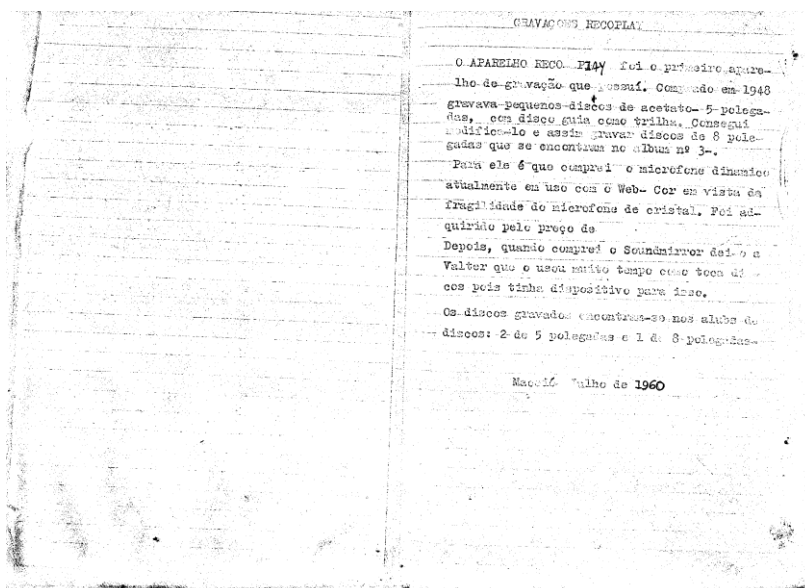 GRAVAÇOES RECOPLAY
O APARELHO RECO. PlAY foi o primeiro apare-
lho de gravação que possuí. Comprado em 1948
gravava pequenos discos de acetato- 5 polega-
das, com disco guia como trilha. Consegui
modifica-lo e assim gravar discos de 8 pole-
gadas que se encontram no album nº 3-.
Para ele é que comprei o microfone dinamico
atualmente em uso com o Web- Cor em vista da
fragilidade do microfone de cristal. Foi ad-
quirido pelo preço de
Depois, quando comprei o Soundmirror dei-o a
Valter que o usou muito tempo como toca di
cos pois tinha dispositivo para isso.
Os discos gravados encontram-se nos alubs de
discos: 2 de 5 polegadas e 1 de 8 polegadas-
Maceió Julho de 1960